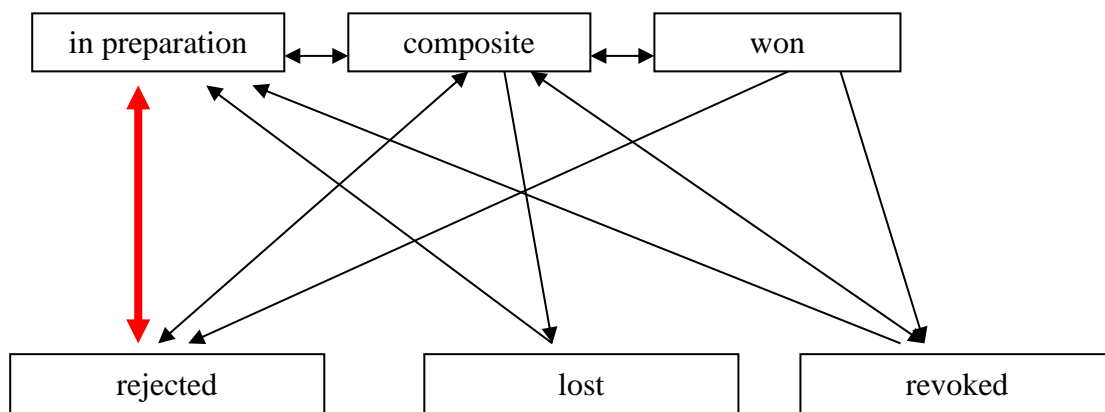 in preparation
composite
won
rejected
lost
revoked